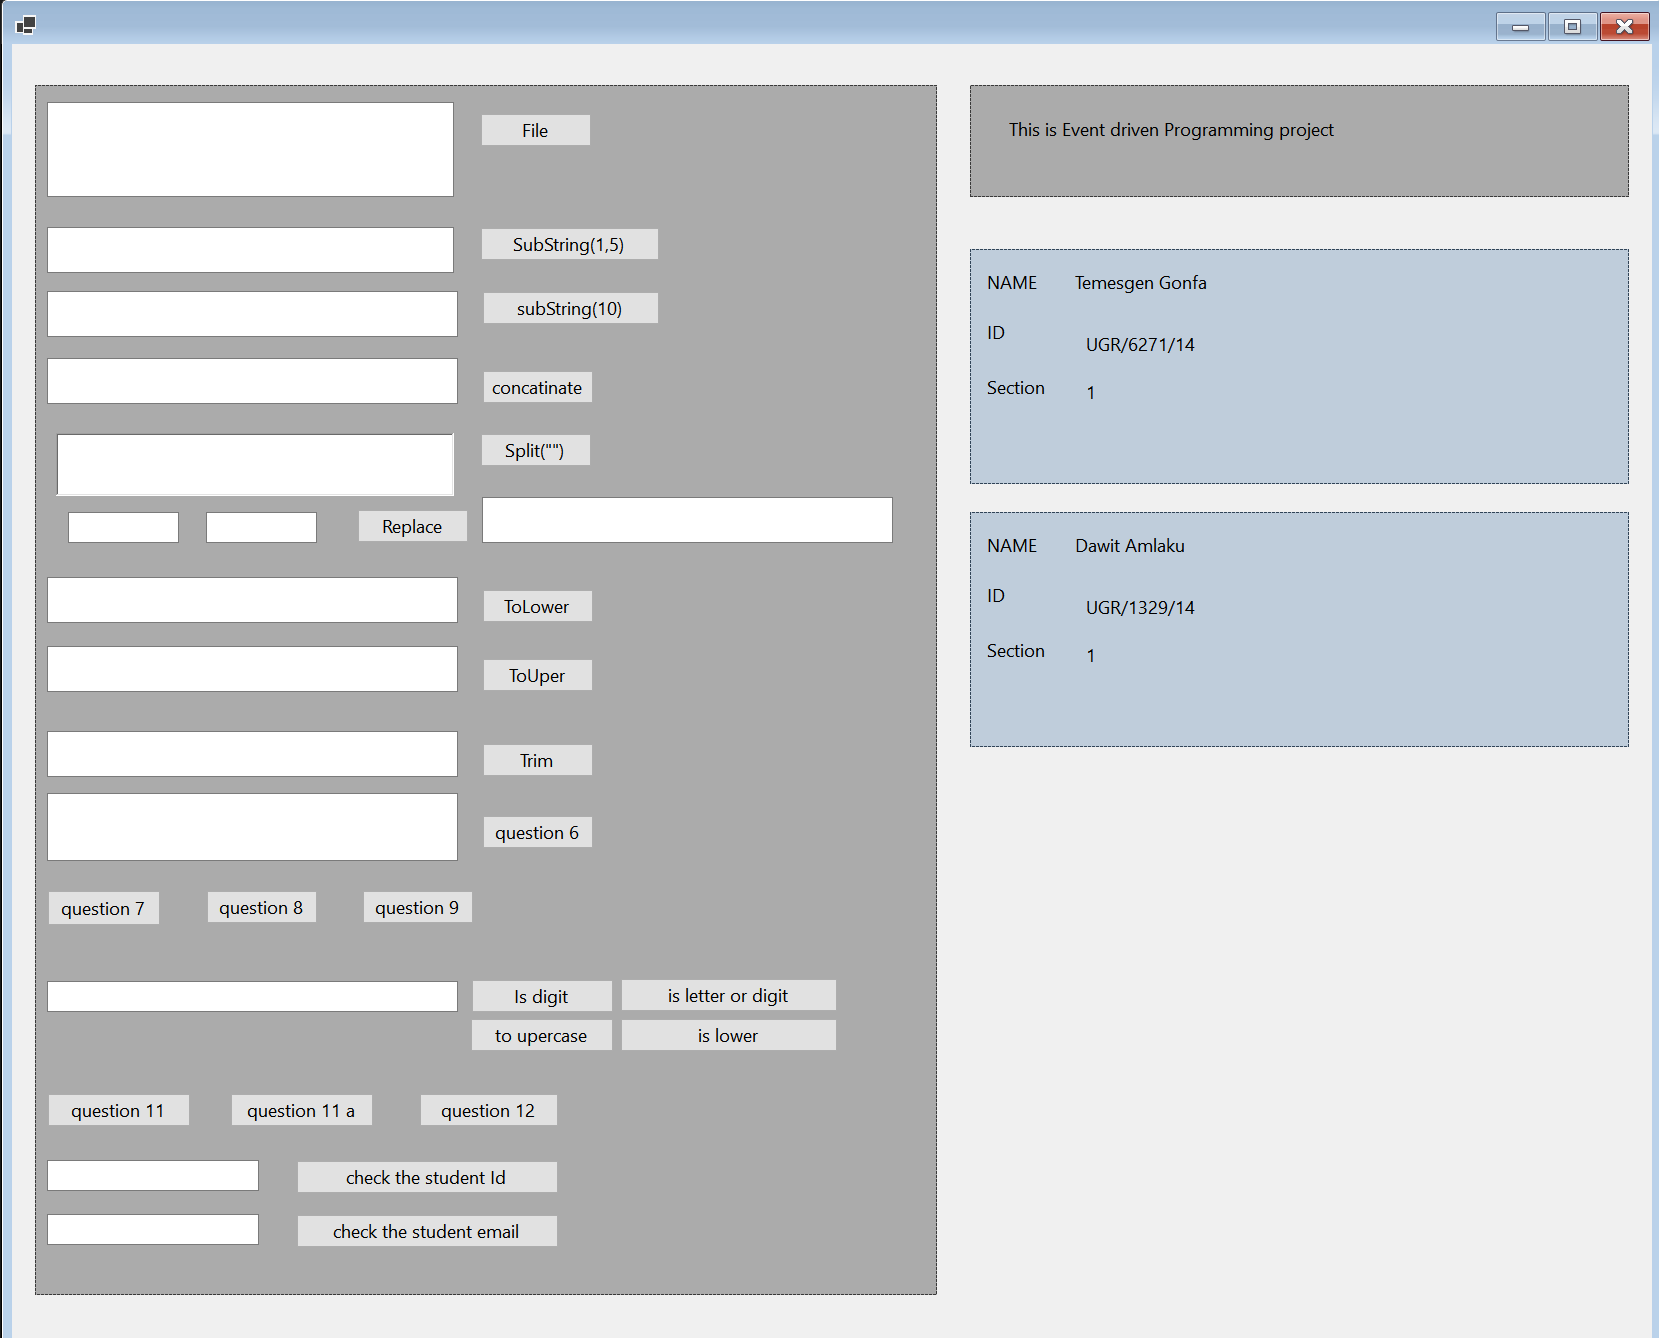 File
SubString(1,5)
subString(10)
concatinate
Split("")
Replace
ToLower
ToUper
Trim
question 6
question 7 question 8 question 9
Is digit is letter or digit
to upercase is lower
question 11 question 11 a question 12
check the student Id
check the student email
This is Event driven Programming project
NAME Temesgen Gonfa
ID UGR/6271/14
Section 1
NAME Dawit Amlaku
ID UGR/1329/14
Section 1